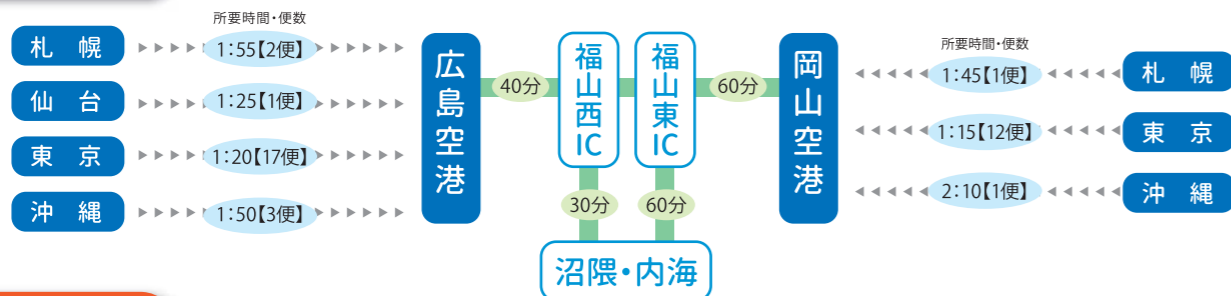 所要時間・便数
札幌
1:55【2便】
仙台
1:25【1便】
東京
1:20【17便】
沖縄
1:50【3便】
広島空港
40分
福山西IC
福山東IC
60分
岡山空港
30分
60分
沼隈・内海
所要時間・便数
1:45【1便】
札幌
1:15【12便】
東京
2:10【1便】
沖縄